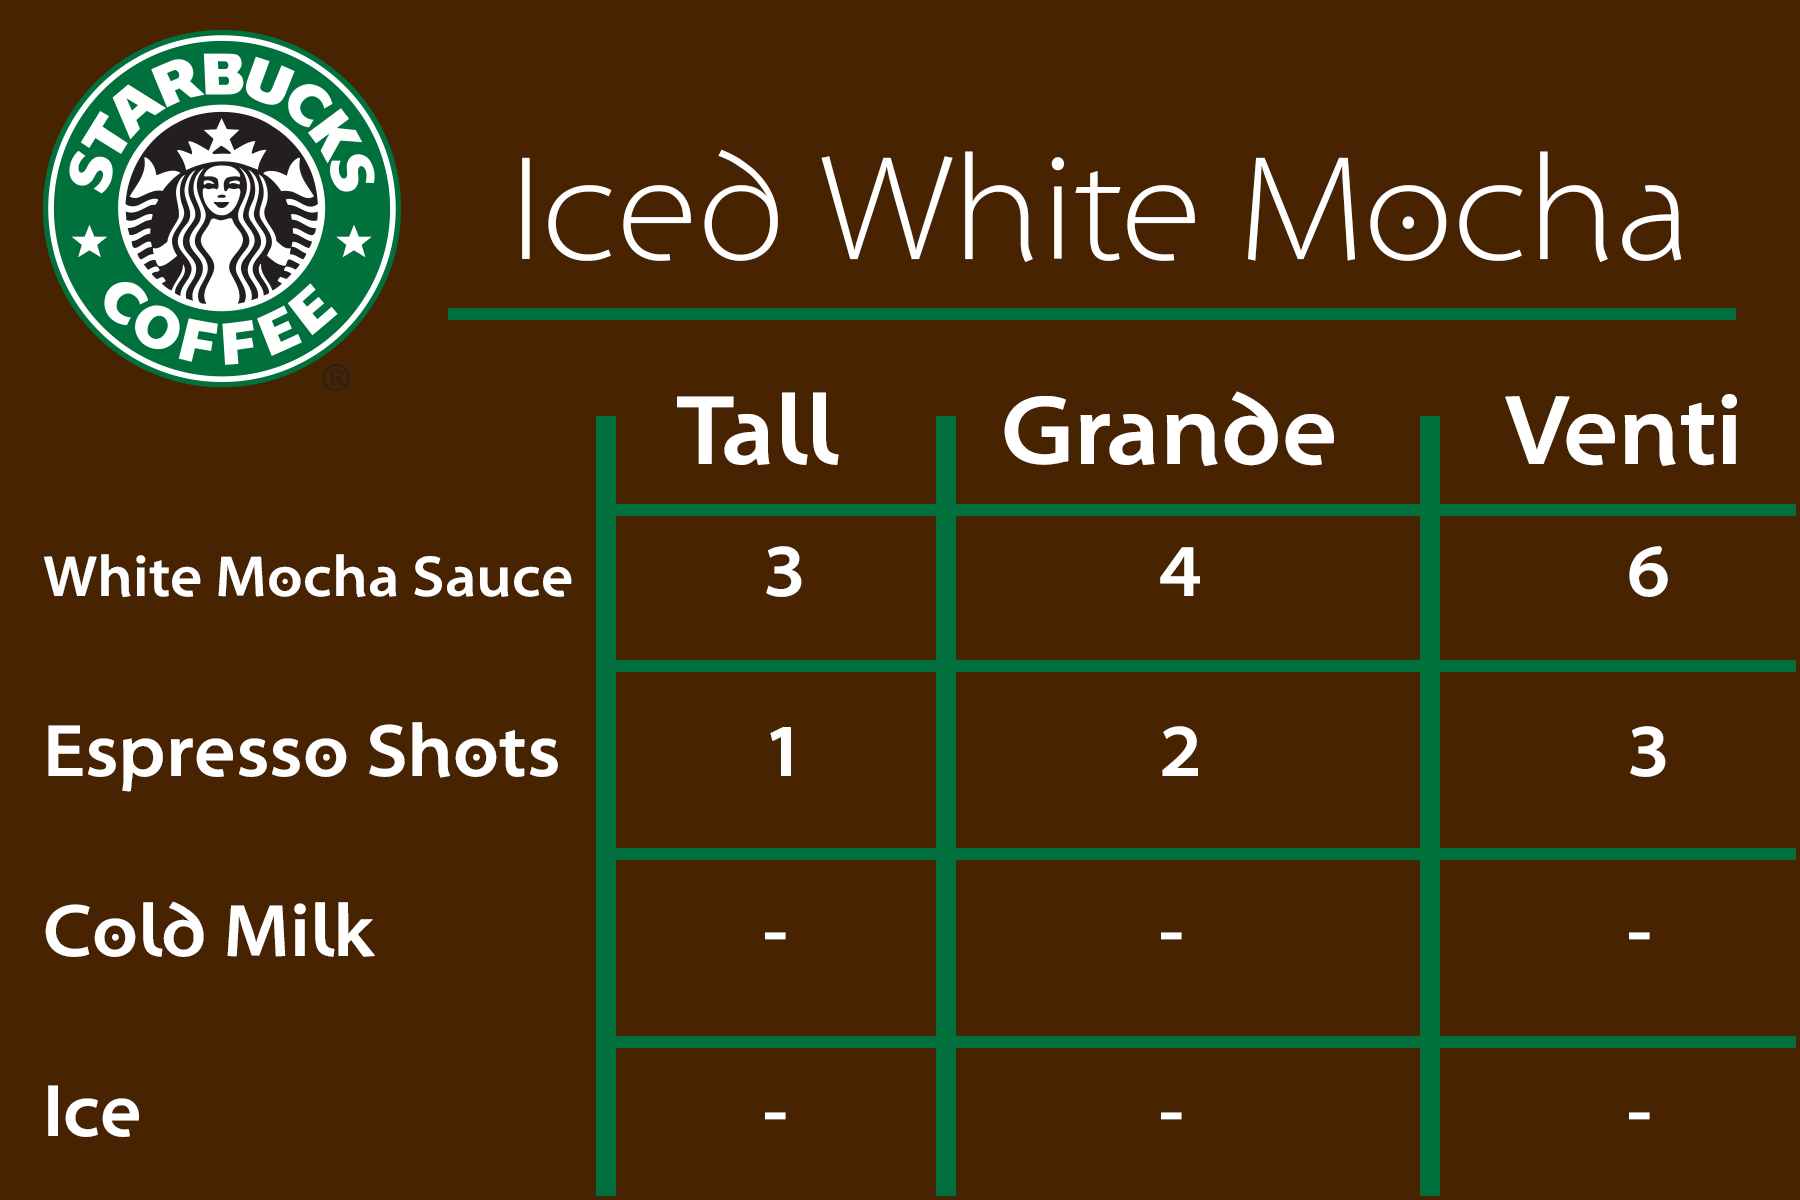 STARBUCKS
COFFEE
®
Iced White Mocha
Tall Grande Venti
White Mocha Sauce 3 4 6
Espresso Shots 1 2 3
Cold Milk - - -
Ice - - -